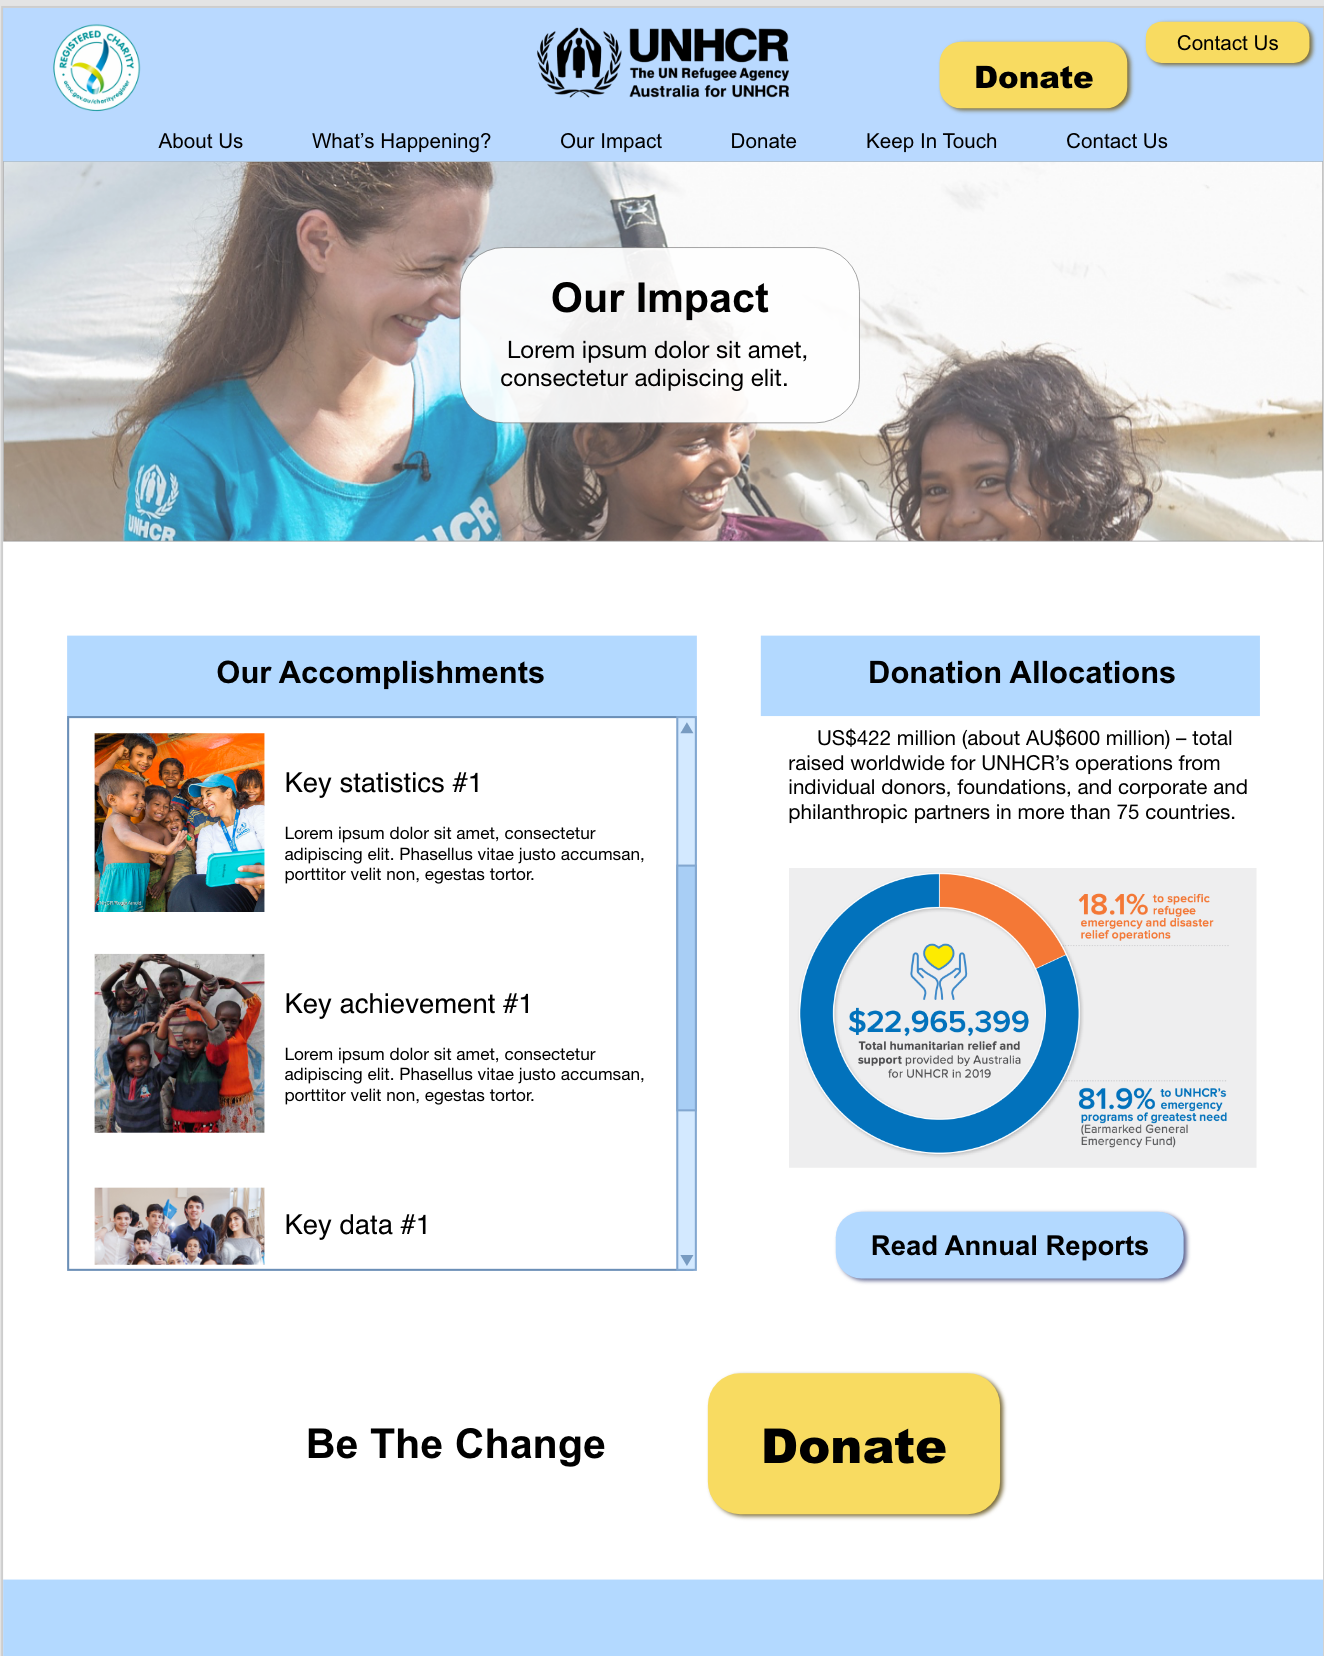 REGISTERED CHARITY
acnc.gov.au/charityregister
UNHCR
The UN Refugee Agency
Australia for UNHCR
Donate
Contact Us
About Us
What’s Happening?
Our Impact
Donate
Keep In Touch
Contact Us
Our Impact
Lorem ipsum dolor sit amet,
consectetur adipiscing elit.
UNHCR
HCR
Our Accomplishments
Key statistics #1
Lorem ipsum dolor sit amet, consectetur
adipiscing elit. Phasellus vitae justo accumsan,
porttitor velit non, egestas tortor.
Key achievement #1
Lorem ipsum dolor sit amet, consectetur
adipiscing elit. Phasellus vitae justo accumsan,
porttitor velit non, egestas tortor.
Key data #1
Donation Allocations
US$422 million (about AU$600 million) – total
raised worldwide for UNHCR’s operations from
individual donors, foundations, and corporate and
philanthropic partners in more than 75 countries.
18.1% to specific
refugee
emergency and disaster
relief operations
$22,965,399
Total humanitarian relief and
support provided by Australia
for UNHCR in 2019
81.9% to UNHCR’s
emergency
programs of greatest need
(Earmarked General
Emergency Fund)
Read Annual Reports
Be The Change
Donate